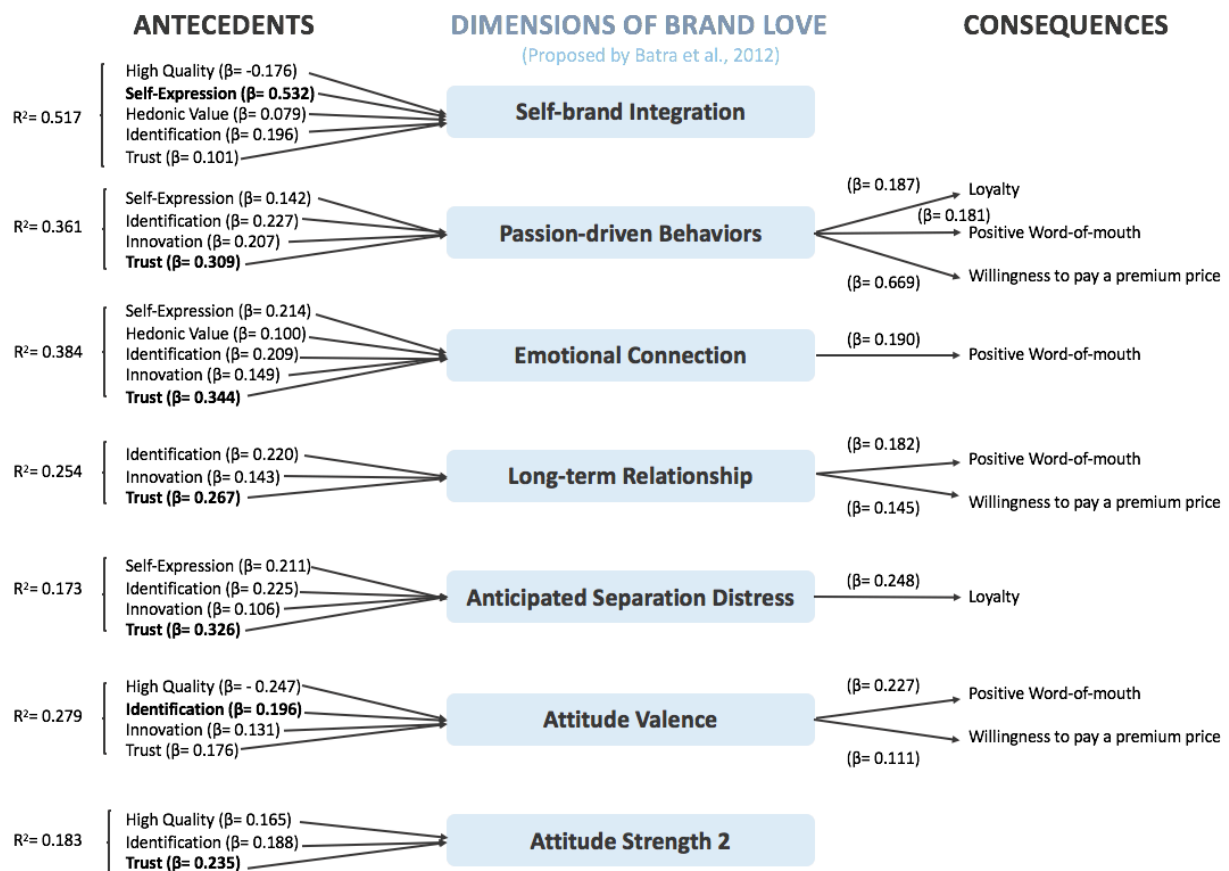 ANTECEDENTS
DIMENSIONS OF BRAND LOVE
CONSEQUENCES
(Proposed by Batra et al., 2012)
R²= 0.517
High Quality (β= -0.176)
Self-Expression (β= 0.532)
Hedonic Value (β= 0.079)
Identification (β= 0.196)
Trust (β= 0.101)
Self-brand Integration
R²= 0.361
Self-Expression (β= 0.142)
Identification (β= 0.227)
Innovation (β= 0.207)
Trust (β= 0.309)
Passion-driven Behaviors
(β= 0.187)
Loyalty
(β= 0.181)
Positive Word-of-mouth
(β= 0.669)
Willingness to pay a premium price
R²= 0.384
Self-Expression (β= 0.214)
Hedonic Value (β= 0.100)
Identification (β= 0.209)
Innovation (β= 0.149)
Trust (β= 0.344)
Emotional Connection
(β= 0.190)
Positive Word-of-mouth
R²= 0.254
Identification (β= 0.220)
Innovation (β= 0.143)
Trust (β= 0.267)
Long-term Relationship
(β= 0.182)
Positive Word-of-mouth
(β= 0.145)
Willingness to pay a premium price
R²= 0.173
Self-Expression (β= 0.211)
Identification (β= 0.225)
Innovation (β= 0.106)
Trust (β= 0.326)
Anticipated Separation Distress
(β= 0.248)
Loyalty
R²= 0.279
High Quality (β= - 0.247)
Identification (β= 0.196)
Innovation (β= 0.131)
Trust (β= 0.176)
Attitude Valence
(β= 0.227)
Positive Word-of-mouth
(β= 0.111)
Willingness to pay a premium price
R²= 0.183
High Quality (β= 0.165)
Identification (β= 0.188)
Trust (β= 0.235)
Attitude Strength 2